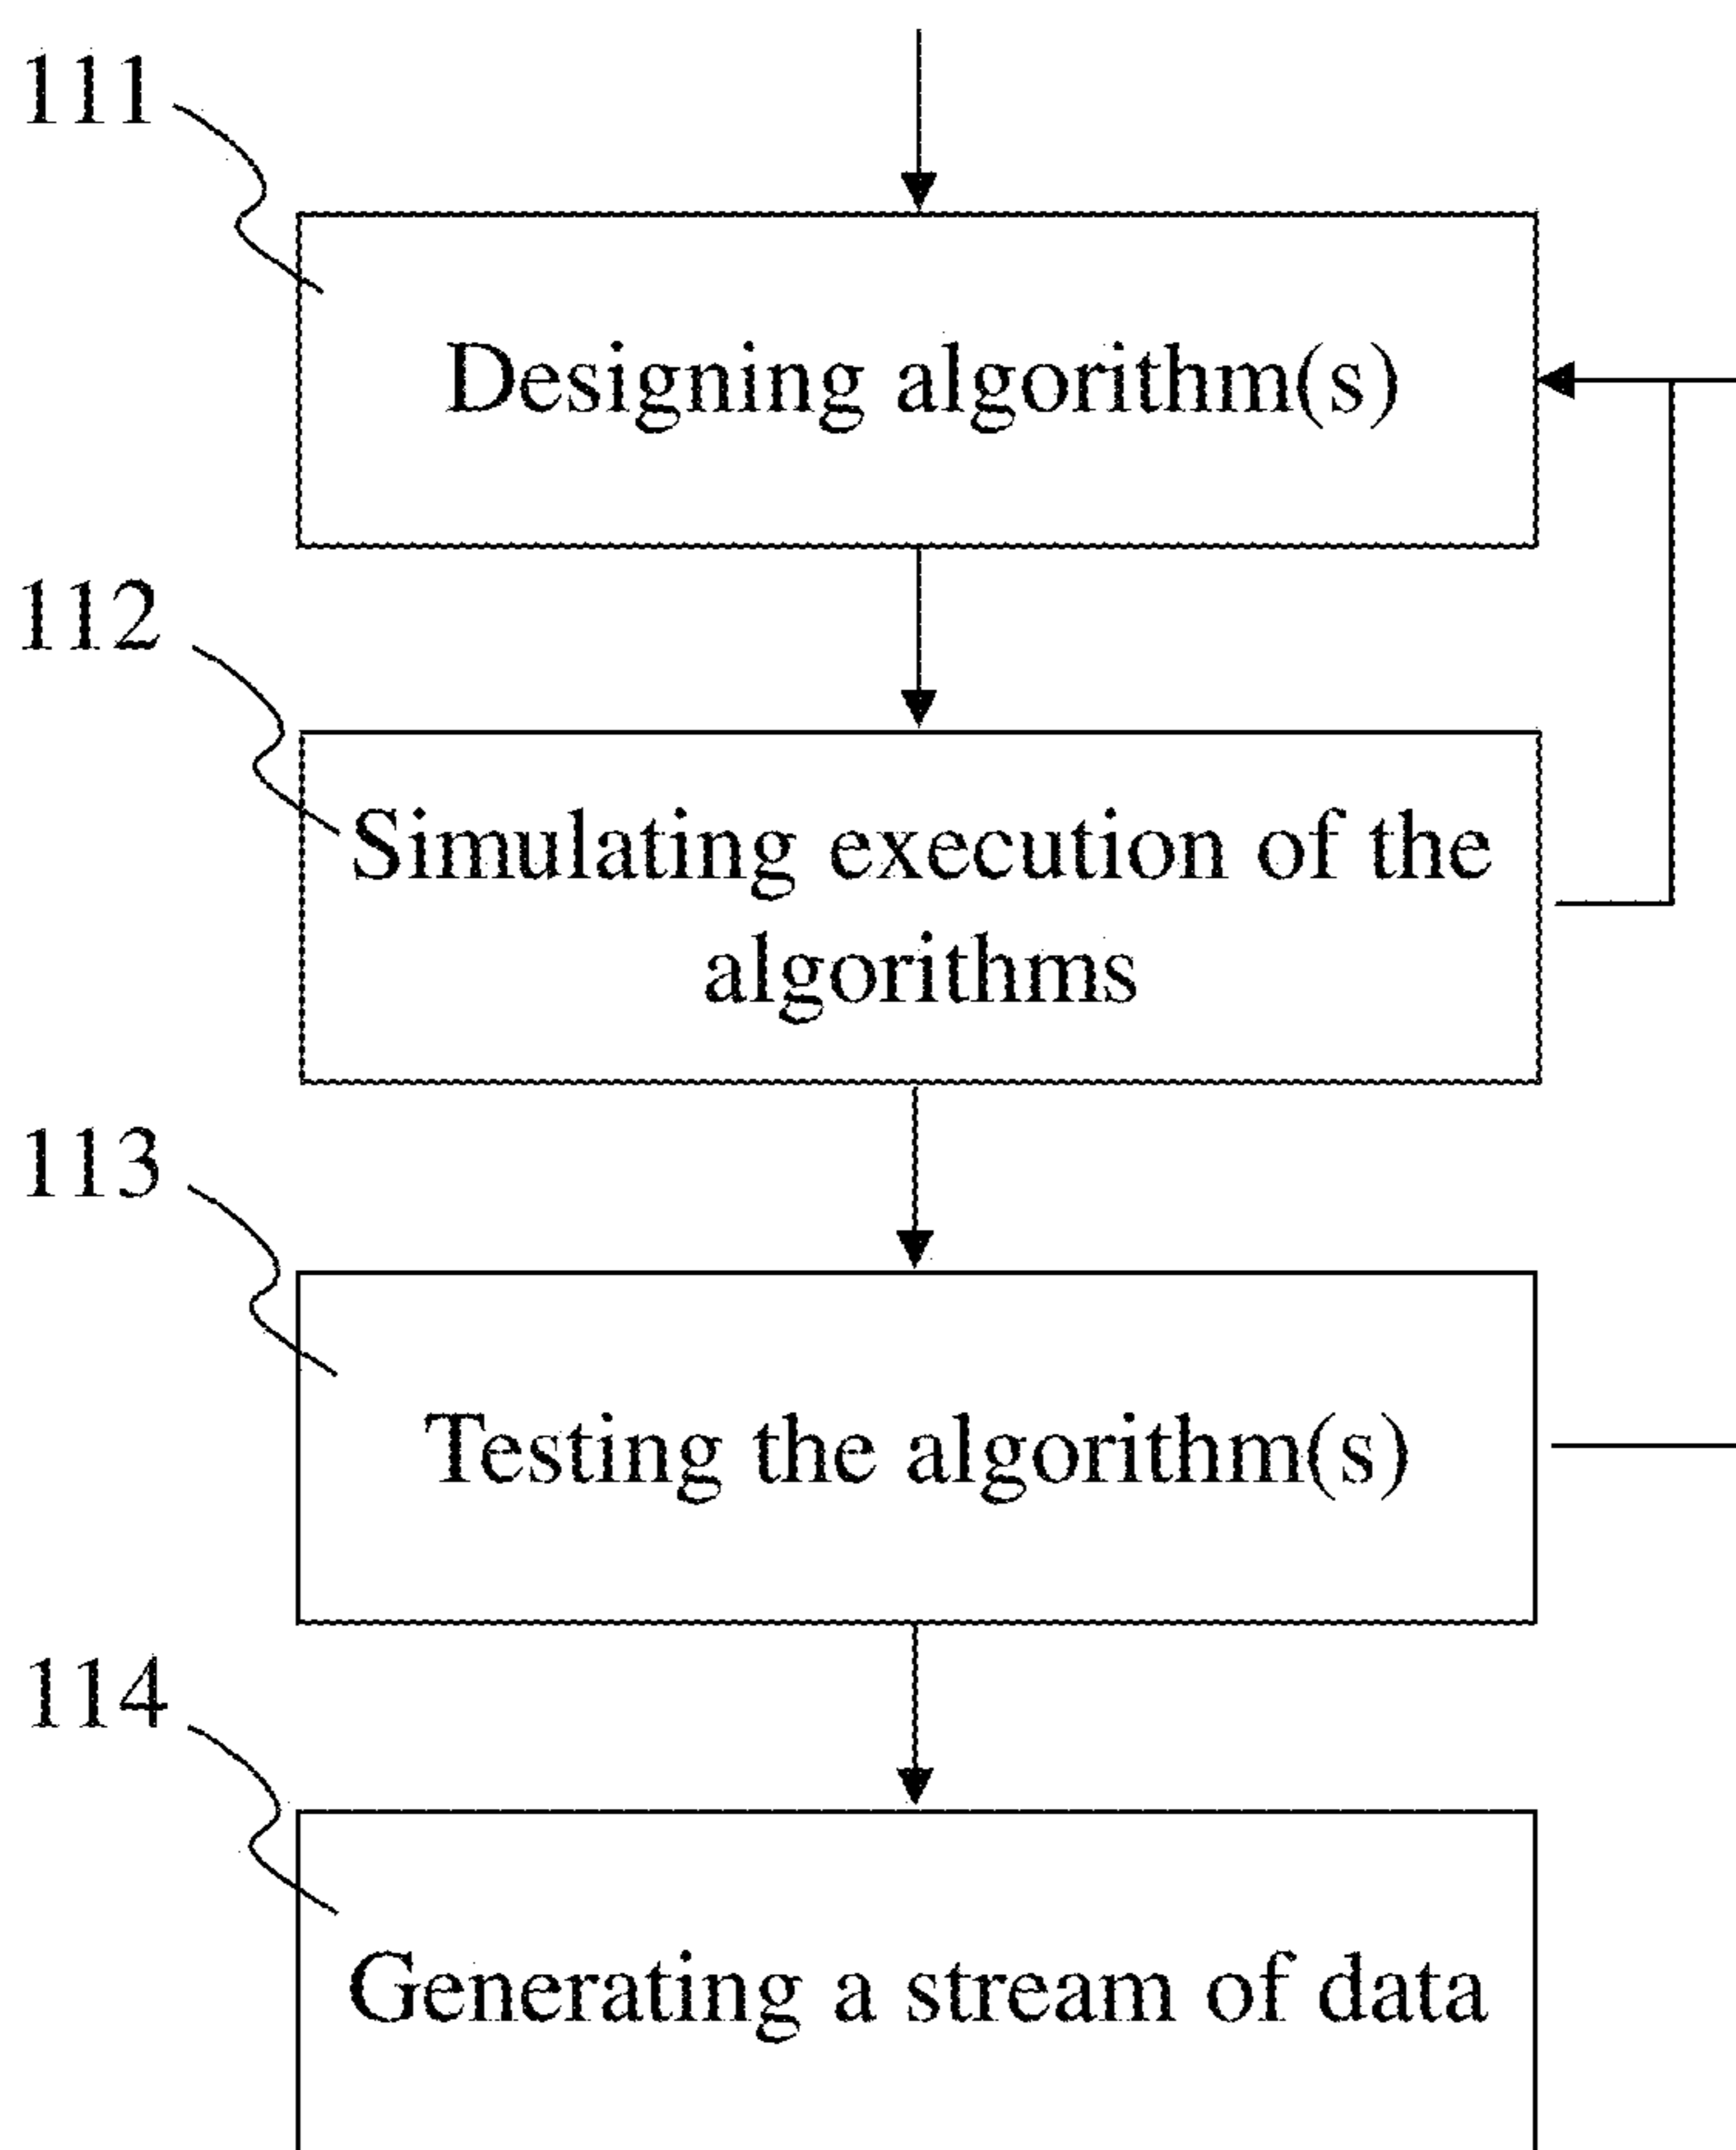 111
Designing algorithm(s)
112
Simulating execution of the
algorithms
113
Testing the algorithm(s)
114
Generating a stream of data